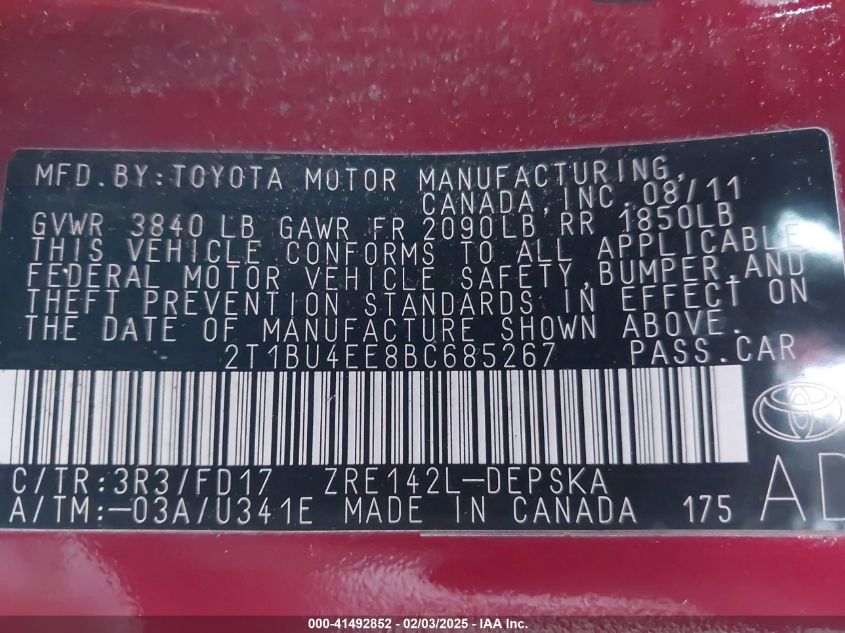 MFD.BY:TOYOTA MOTOR MANUFACTURING,
CANADA,INC. 08/11
GVWR 3840 LB GAWR FR 2090LB RR 1850LB
THIS VEHICLE CONFORMS TO ALL APPLICABLE
FEDERAL MOTOR VEHICLE SAFETY,BUMPER,AND
THEFT PREVENTION STANDARDS IN EFFECT ON
THE DATE OF MANUFACTURE SHOWN ABOVE.
2T1BU4EE8BC685267 PASS.CAR
C/TR:3R3/FD17 ZRE142L-DEPSKA
A/TM:-03A/U341E MADE IN CANADA 175
AD
000-41492852 / 02/03/2025 - IAA Inc.